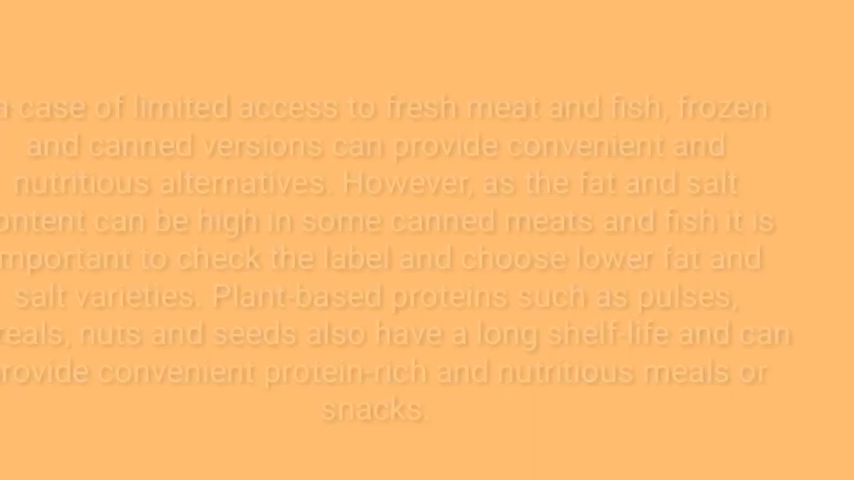 a case of limited access to fresh meat and fish, frozen
and canned versions can provide convenient and
nutritious alternatives. However, as the fat and salt
ontent can be high in some canned meats and fish it is
mportant to check the label and choose lower fat and
salt varieties. Plant-based proteins such as pulses,
reals, nuts and seeds also have a long shelf-life and can
rovide convenient protein-rich and nutritious meals or
snacks.